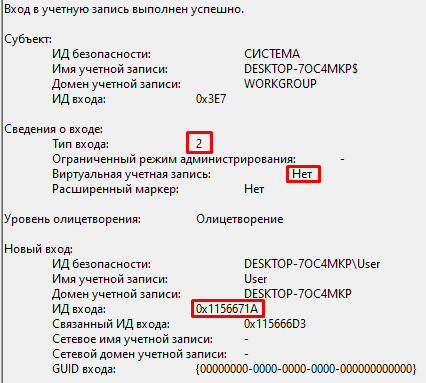 Вход в учетную запись выполнен успешно.
Субъект:
ИД безопасности: СИСТЕМА
Имя учетной записи: DESKTOP-7OC4MKP$
Домен учетной записи: WORKGROUP
ИД входа: 0x3E7
Сведения о входе:
Тип входа: 2
Ограниченный режим администрирования: -
Виртуальная учетная запись: Нет
Расширенный маркер: Нет
Уровень олицетворения: Олицетворение
Новый вход:
ИД безопасности: DESKTOP-7OC4MKP\User
Имя учетной записи: User
Домен учетной записи: DESKTOP-7OC4MKP
ИД входа: 0x1156671A
Связанный ИД входа: 0x115666D3
Сетевое имя учетной записи: -
Сетевой домен учетной записи: -
GUID входа: {00000000-0000-0000-0000-000000000000}